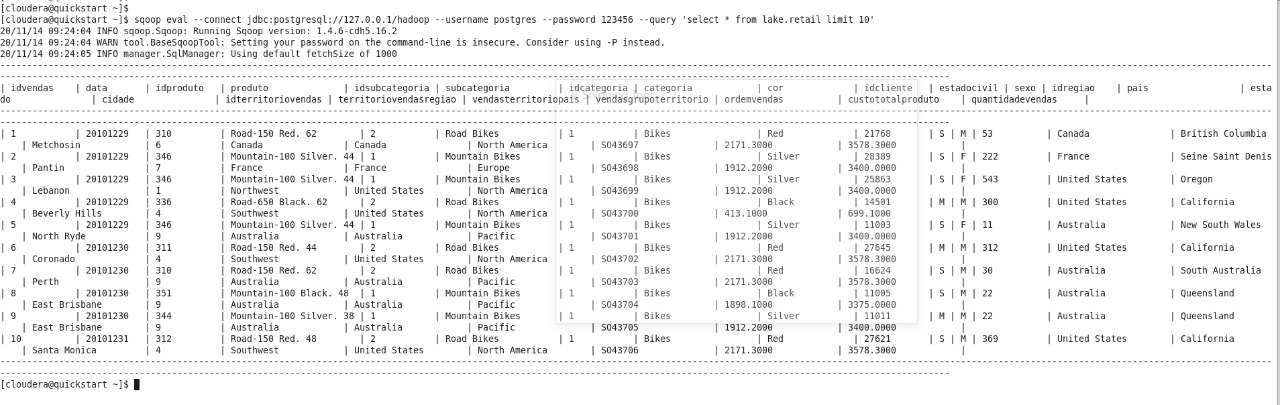 [cloudera@quickstart ~]$
[cloudera@quickstart ~]$ sqoop eval --connect jdbc:postgresql://127.0.0.1/hadoop --username postgres --password 123456 --query 'select * from lake.retail limit 10'
20/11/14 09:24:04 INFO sqoop.Sqoop: Running Sqoop version: 1.4.6-cdh5.16.2
20/11/14 09:24:04 WARN tool.BaseSqoopTool: Setting your password on the command-line is insecure. Consider using -P instead.
20/11/14 09:24:05 INFO manager.SqlManager: Using default fetchSize of 1000
| idvendas | data | idproduto | produto | idsubcategoria | subcategoria | idcategoria | categoria | cor | idcliente | estadocivil | sexo | idregiao | pais | esta
do | cidade | idterritoriovendas | territoriovendasregiao | vendasterritoriopais | vendasgrupoterritorio | ordemvendas | custototalproduto | quantidadevendas |
| 1 | 20101229 | 310 | Road-150 Red. 62 | 2 | Road Bikes | 1 | Bikes | Red | 21768 | S | M | 53 | Canada | British Columbia
| Metchosin | 6 | Canada | Canada | North America | SO43697 | 2171.3000 | 3578.3000 |
| 2 | 20101229 | 346 | Mountain-100 Silver. 44 | 1 | Mountain Bikes | 1 | Bikes | Silver | 28389 | S | F | 222 | France | Seine Saint Denis
| Pantin | 7 | France | France | Europe | SO43698 | 1912.2000 | 3400.0000 |
| 3 | 20101229 | 346 | Mountain-100 Silver. 44 | 1 | Mountain Bikes | 1 | Bikes | Silver | 25863 | S | F | 543 | United States | Oregon
| Lebanon | 1 | Northwest | United States | North America | SO43699 | 1912.2000 | 3400.0000 |
| 4 | 20101229 | 336 | Road-650 Black. 62 | 2 | Road Bikes | 1 | Bikes | Black | 14501 | M | M | 300 | United States | California
| Beverly Hills | 4 | Southwest | United States | North America | SO43700 | 413.1000 | 699.1000 |
| 5 | 20101229 | 346 | Mountain-100 Silver. 44 | 1 | Mountain Bikes | 1 | Bikes | Silver | 11003 | S | F | 11 | Australia | New South Wales
| North Ryde | 9 | Australia | Australia | Pacific | SO43701 | 1912.2000 | 3400.0000 |
| 6 | 20101230 | 311 | Road-150 Red. 44 | 2 | Road Bikes | 1 | Bikes | Red | 27645 | M | M | 312 | United States | California
| Coronado | 4 | Southwest | United States | North America | SO43702 | 2171.3000 | 3578.3000 |
| 7 | 20101230 | 310 | Road-150 Red. 62 | 2 | Road Bikes | 1 | Bikes | Red | 16624 | S | M | 30 | Australia | South Australia
| Perth | 9 | Australia | Australia | Pacific | SO43703 | 2171.3000 | 3578.3000 |
| 8 | 20101230 | 351 | Mountain-100 Black. 48 | 1 | Mountain Bikes | 1 | Bikes | Black | 11005 | S | M | 22 | Australia | Queensland
| East Brisbane | 9 | Australia | Australia | Pacific | SO43704 | 1898.1000 | 3375.0000 |
| 9 | 20101230 | 344 | Mountain-100 Silver. 38 | 1 | Mountain Bikes | 1 | Bikes | Silver | 11011 | M | M | 22 | Australia | Queensland
| East Brisbane | 9 | Australia | Australia | Pacific | SO43705 | 1912.2000 | 3400.0000 |
| 10 | 20101231 | 312 | Road-150 Red. 48 | 2 | Road Bikes | 1 | Bikes | Red | 27621 | S | M | 369 | United States | California
| Santa Monica | 4 | Southwest | United States | North America | SO43706 | 2171.3000 | 3578.3000 |
[cloudera@quickstart ~]$